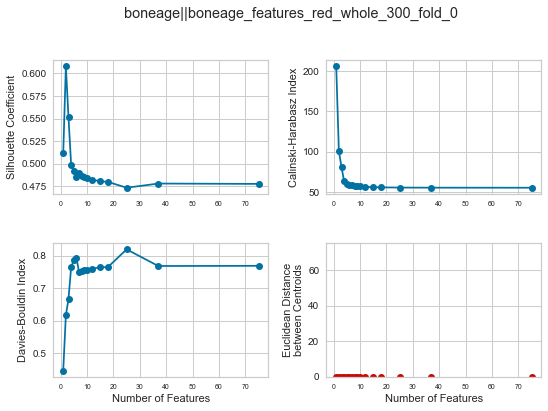 boneage||boneage_features_red_whole_300_fold_0
Silhouette Coefficient
0.600
0.575
0.550
0.525
0.500
0.475
0 10 20 30 40 50 60 70
Calinski-Harabasz Index
200
150
100
50
0 10 20 30 40 50 60 70
Davies-Bouldin Index
0.8
0.7
0.6
0.5
0 10 20 30 40 50 60 70
Number of Features
Euclidean Distance
between Centroids
60
40
20
0
0 10 20 30 40 50 60 70
Number of Features